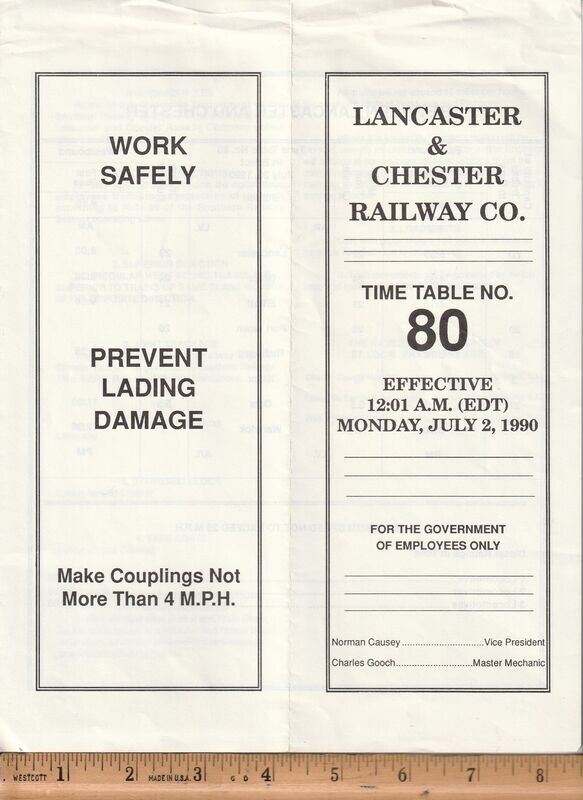 WORK
SAFELY
PREVENT
LADING
DAMAGE
Make Couplings Not
More Than 4 M.P.H.
LANCASTER
&
CHESTER
RAILWAY CO.
TIME TABLE NO.
80
EFFECTIVE
12:01 A.M. (EDT)
MONDAY, JULY 2, 1990
FOR THE GOVERNMENT
OF EMPLOYEES ONLY
Norman Causey..............................Vice President
Charles Gooch............................Master Mechanic
WESTCOTT 1 2 MADE IN U.S.A. 3 G D 4 5 6 7 8